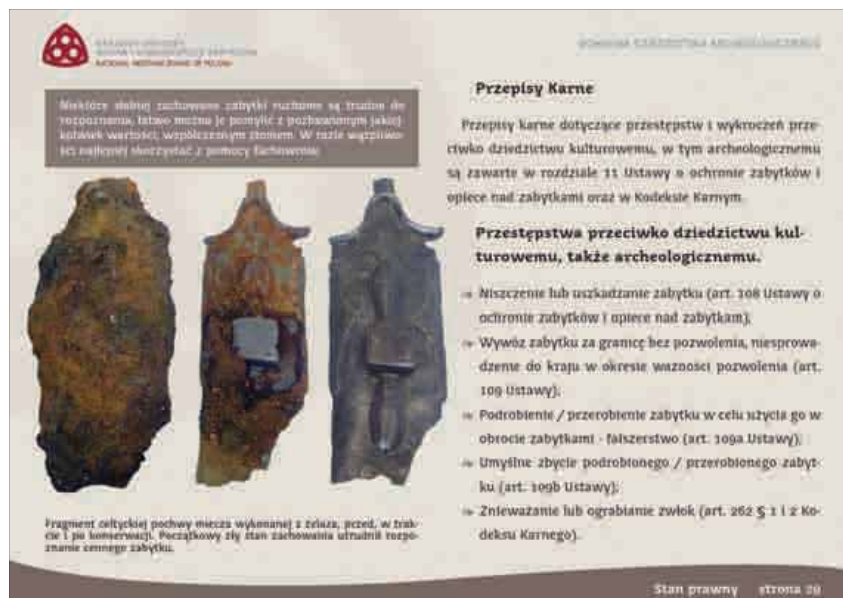 NATIONAL HERITAGE BOARD OF POLAND
Niektóre słabiej zachowane zabytki ruchome są trudne do
rozpoznania, łatwo można je pomylić z pozbawionym jakiej-
kolwiek wartości, współczesnym złomem. W razie wątpliwo-
ści najlepiej skorzystać z pomocy fachowców.
Fragment celtyckiej pochwy miecza wykonanej z żelaza, przed, w trak-
cie i po konserwacji. Początkowy zły stan zachowania utrudnił rozpo-
znanie cennego zabytku.
Przepisy Karne
Przepisy karne dotyczące przestępstw i wykroczeń prze-
ciwko dziedzictwu kulturowemu, w tym archeologicznemu
są zawarte w rozdziale 11 Ustawy o ochronie zabytków i
opiece nad zabytkami oraz w Kodeksie Karnym.
Przestępstwa przeciwko dziedzictwu kul-
turowemu, także archeologicznemu.
Niszczenie lub uszkadzanie zabytku (art. 108 Ustawy o
ochronie zabytków i opiece nad zabytkam);
Wywóz zabytku za granicę bez pozwolenia, niesprowa-
dzenie do kraju w okresie ważności pozwolenia (art.
109 Ustawy);
Podrobienie / przerobienie zabytku w celu użycia go w
obrocie zabytkami - fałszerstwo (art. 109a Ustawy);
Umyślne zbycie podrobionego / przerobionego zabyt-
ku (art. 109b Ustawy);
Znieważanie lub ograbianie zwłok (art. 262 § 1 i 2 Ko-
deksu Karnego).
Stan prawny strona 29